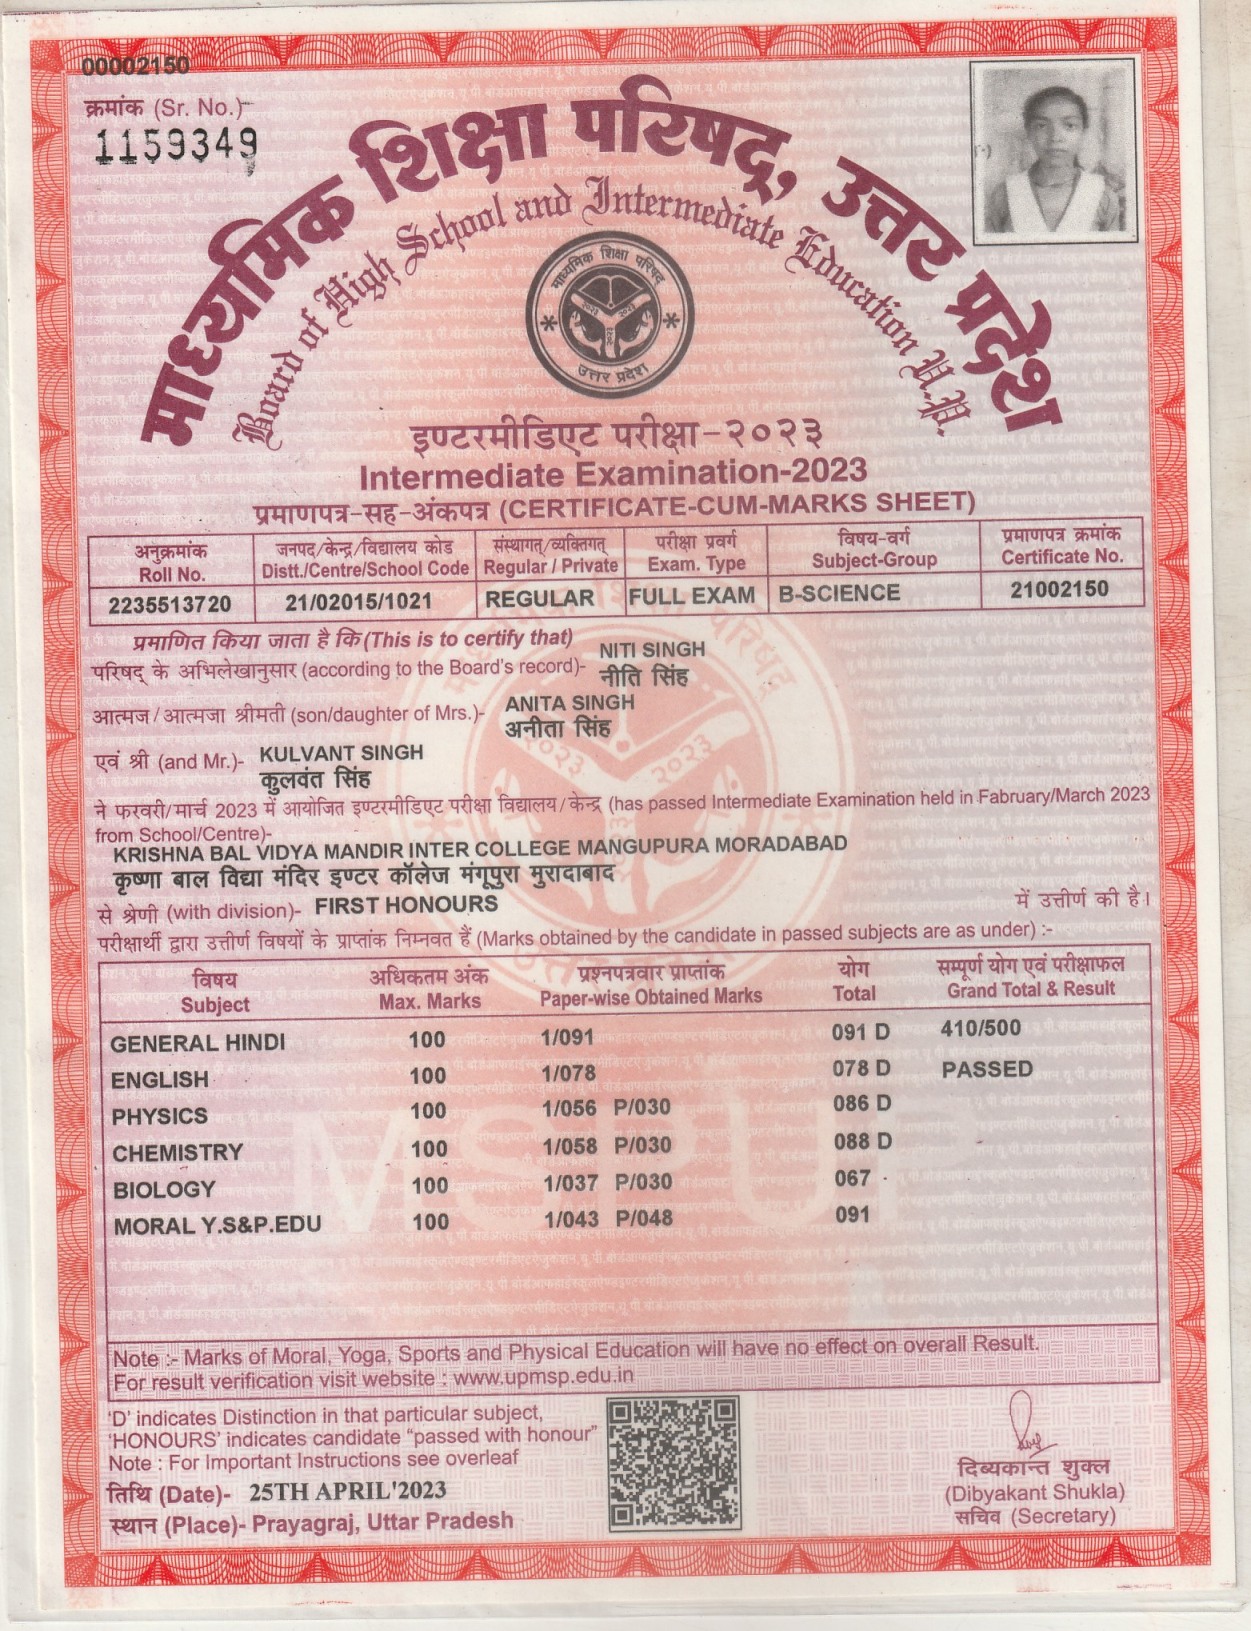 00002150
क्रमांक (Sr. No.)
1159349
माध्यमिक शिक्षा परिषद्, उत्तर प्रदेश
Board of High School and Intermediate Education U.P.
माध्यमिक शिक्षा परिषद्
उत्तर प्रदेश
इण्टरमीडिएट परीक्षा-२०२३
Intermediate Examination-2023
प्रमाणपत्र-सह-अंकपत्र (CERTIFICATE-CUM-MARKS SHEET)
अनुक्रमांक जनपद/केन्द्र/विद्यालय कोड संस्थागत्/व्यक्तिगत् परीक्षा प्रवर्ग विषय-वर्ग प्रमाणपत्र क्रमांक
Roll No. Distt./Centre/School Code Regular / Private Exam. Type Subject-Group Certificate No.
2235513720 21/02015/1021 REGULAR FULL EXAM B-SCIENCE 21002150
प्रमाणित किया जाता है कि (This is to certify that)
NITI SINGH
परिषद् के अभिलेखानुसार (according to the Board's record)- नीति सिंह
ANITA SINGH
आत्मज/आत्मजा श्रीमती (son/daughter of Mrs.)- अनीता सिंह
एवं श्री (and Mr.)- KULVANT SINGH
कुलवंत सिंह
ने फरवरी/मार्च 2023 में आयोजित इण्टरमीडिएट परीक्षा विद्यालय/केन्द्र (has passed Intermediate Examination held in Fabruary/March 2023
from School/Centre)-
KRISHNA BAL VIDYA MANDIR INTER COLLEGE MANGUPURA MORADABAD
कृष्णा बाल विद्या मंदिर इण्टर कॉलेज मंगूपुरा मुरादाबाद
से श्रेणी (with division)- FIRST HONOURS में उत्तीर्ण की है।
परीक्षार्थी द्वारा उत्तीर्ण विषयों के प्राप्तांक निम्नवत हैं (Marks obtained by the candidate in passed subjects are as under) :-
विषय अधिकतम अंक प्रश्नपत्रवार प्राप्तांक योग सम्पूर्ण योग एवं परीक्षाफल
Subject Max. Marks Paper-wise Obtained Marks Total Grand Total & Result
GENERAL HINDI 100 1/091 091 D 410/500
ENGLISH 100 1/078 078 D PASSED
PHYSICS 100 1/056 P/030 086 D
CHEMISTRY 100 1/058 P/030 088 D
BIOLOGY 100 1/037 P/030 067
MORAL Y.S&P.EDU 100 1/043 P/048 091
Note :- Marks of Moral, Yoga, Sports and Physical Education will have no effect on overall Result.
For result verification visit website : www.upmsp.edu.in
'D' indicates Distinction in that particular subject,
'HONOURS' indicates candidate "passed with honour"
Note : For Important Instructions see overleaf
तिथि (Date)- 25TH APRIL'2023
स्थान (Place)- Prayagraj, Uttar Pradesh
दिब्यकान्त शुक्ल
(Dibyakant Shukla)
सचिव (Secretary)